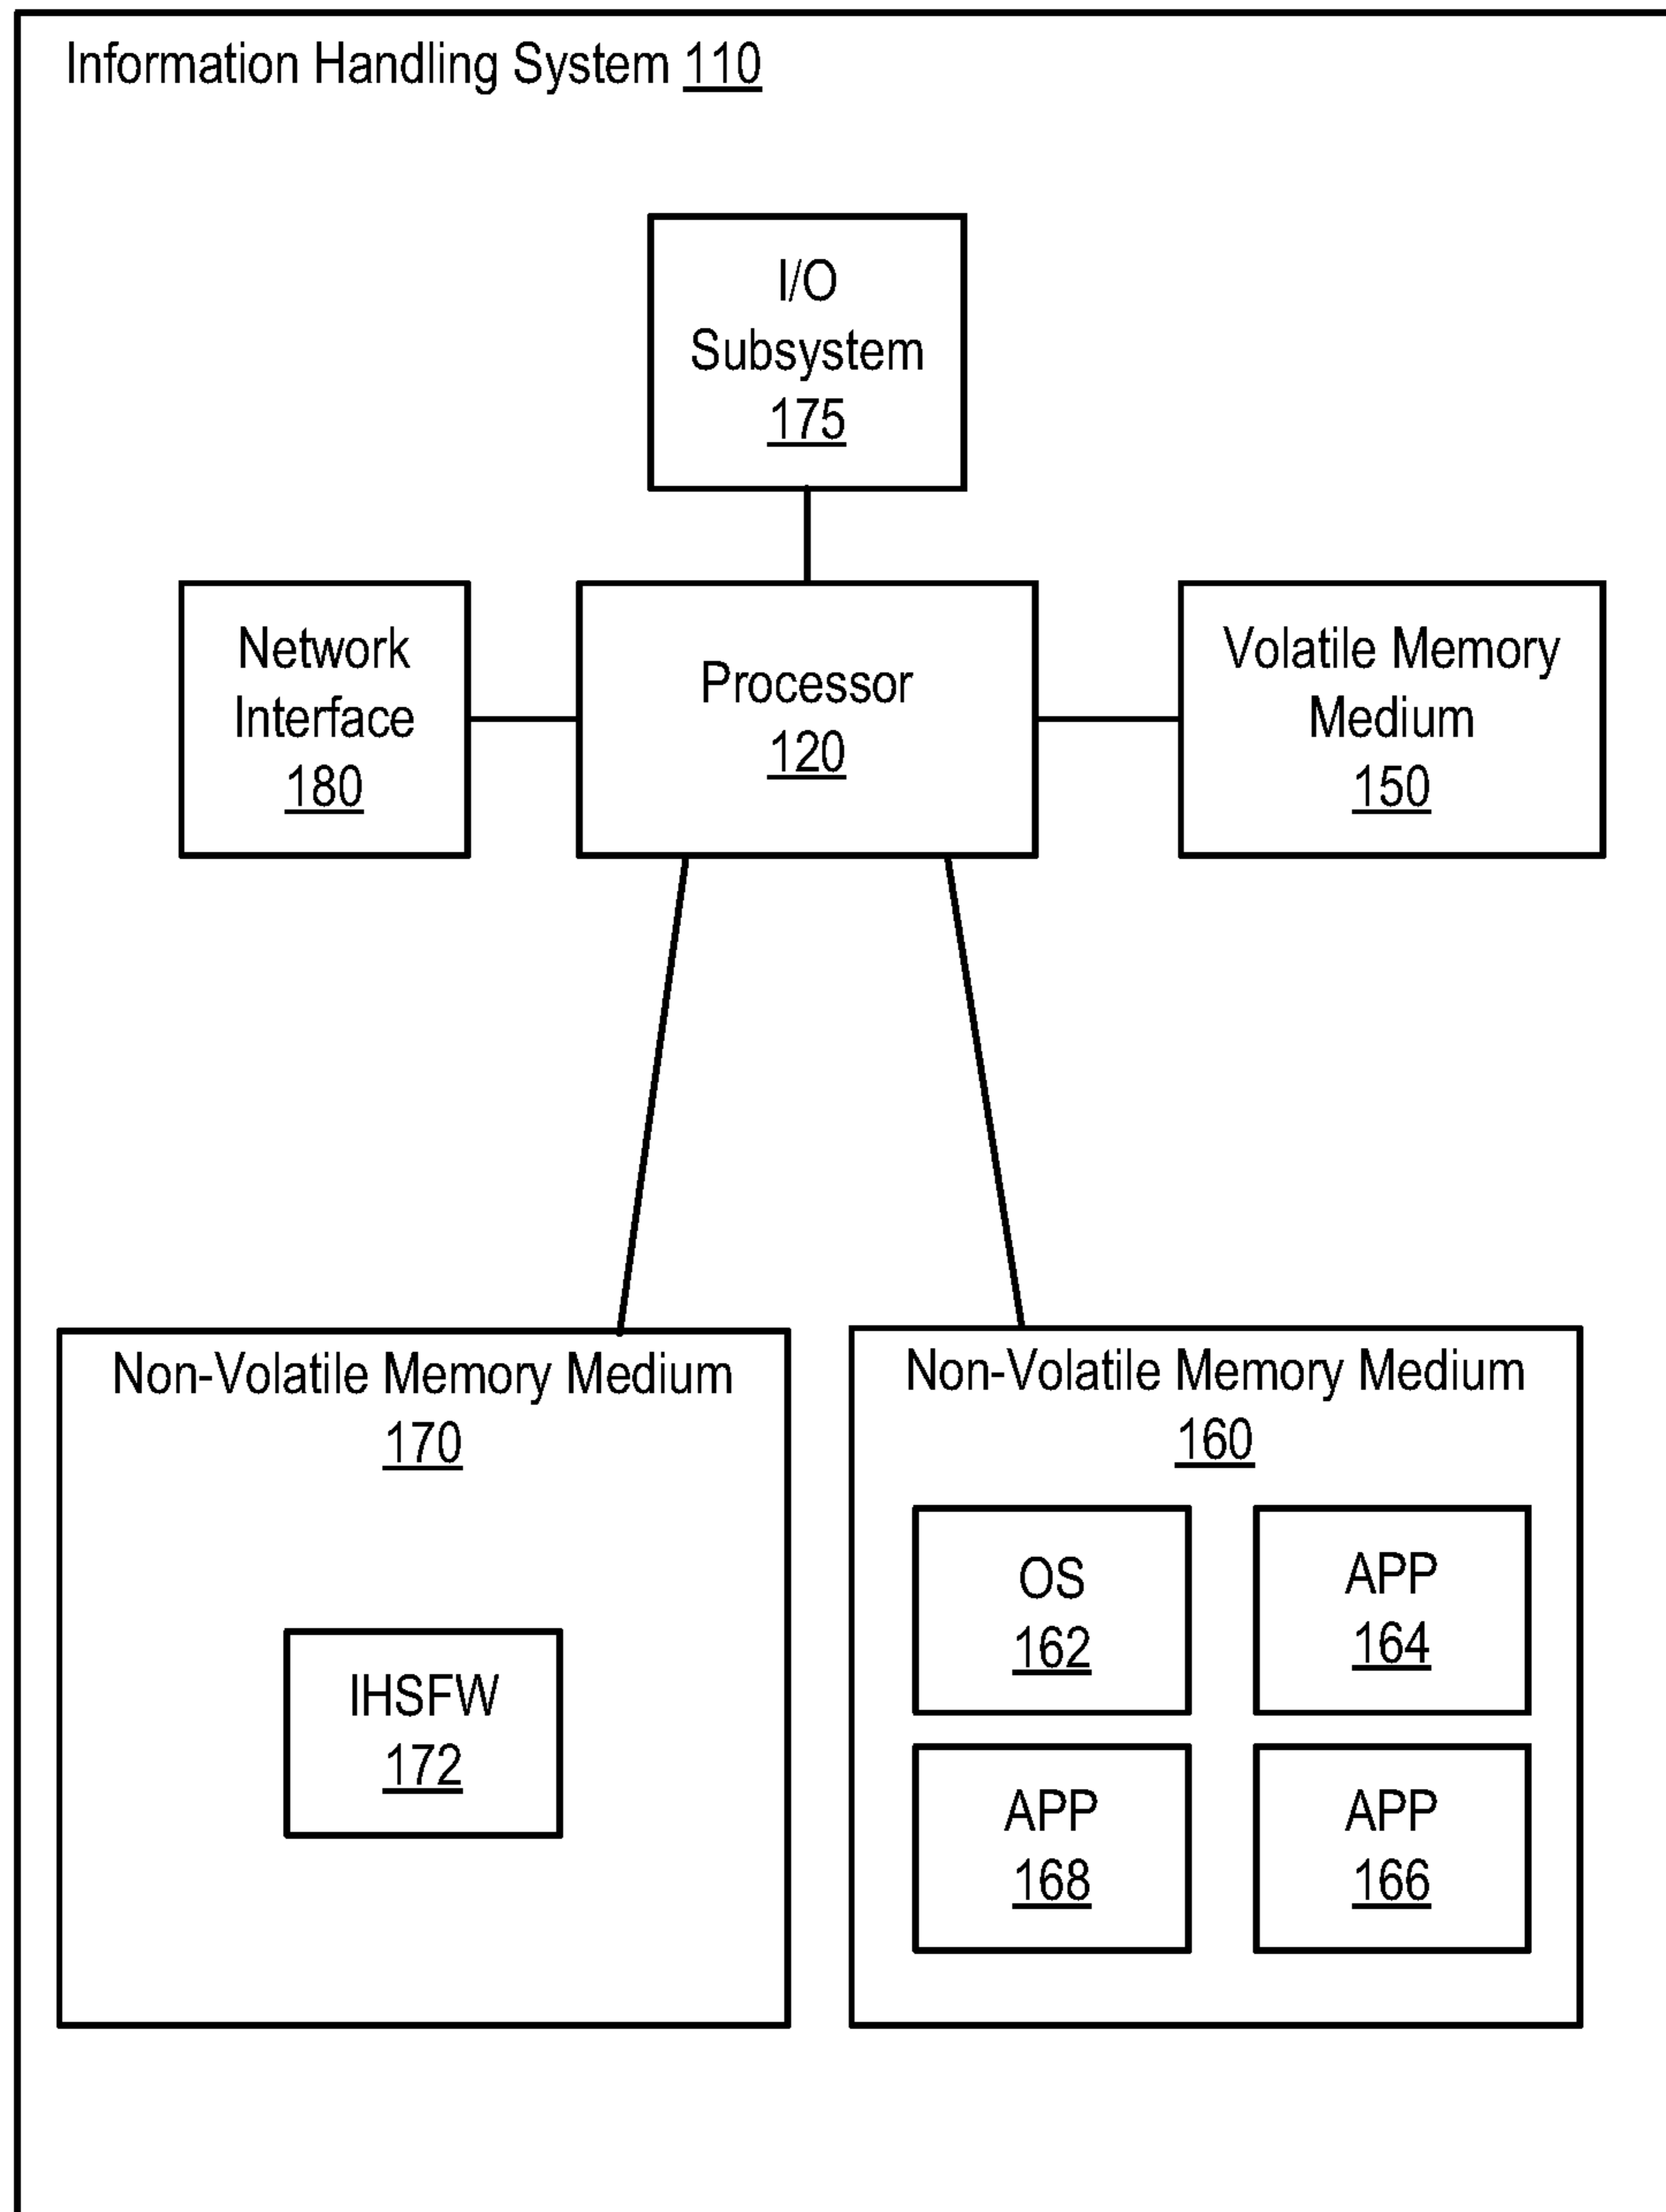 Information Handling System 110
I/O
Subsystem
175
Network
Interface
180
Processor
120
Volatile Memory
Medium
150
Non-Volatile Memory Medium
170
IHSFW
172
Non-Volatile Memory Medium
160
OS
162
APP
164
APP
168
APP
166